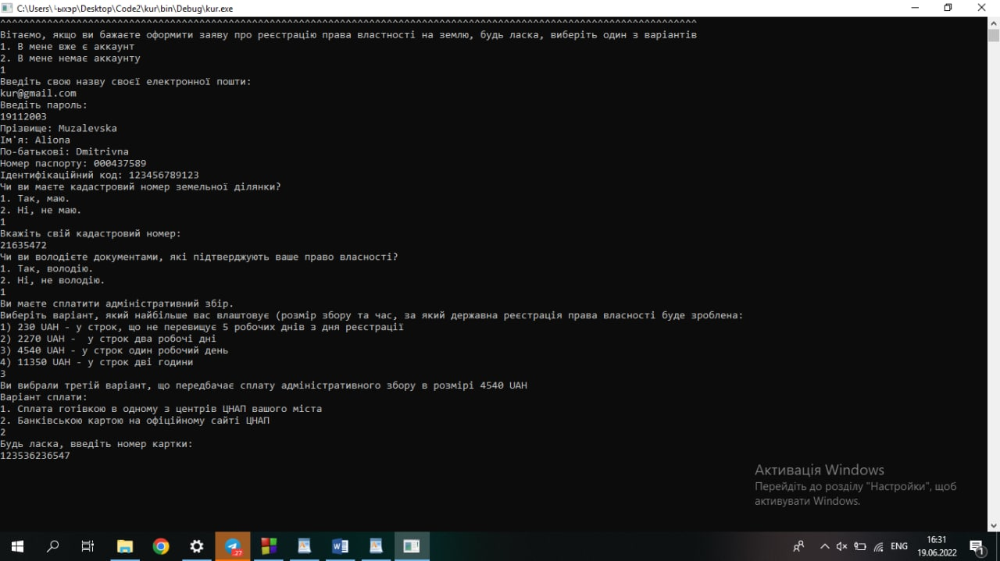 C:\Users\Ⴗыхэр\Desktop\Code2\kur\bin\Debug\kur.exe
^^^^^^^^^^^^^^^^^^^^^^^^^^^^^^^^^^^^^^^^^^^^^^^^^^^^^^^^^^^^^^^^^^^^^^^^^^^^^^^^^^^^^^^^^^^^^^^^^^^^^^^^^^^^^^^^^^^^^^^
Вітаємо, якщо ви бажаєте оформити заяву про реєстрацію права властності на землю, будь ласка, виберіть один з варіантів
1. В мене вже є аккаунт
2. В мене немає аккаунту
1
Введіть свою назву своєї електронної пошти:
kur@gmail.com
Введіть пароль:
19112003
Прізвище: Muzalevska
Ім'я: Aliona
По-батькові: Dmitrivna
Номер паспорту: 000437589
Ідентифікаційний код: 123456789123
Чи ви маєте кадастровий номер земельної ділянки?
1. Так, маю.
2. Ні, не маю.
1
Вкажіть свій кадастровий номер:
21635472
Чи ви володієте документами, які підтверджують ваше право власності?
1. Так, володію.
2. Ні, не володію.
1
Ви маєте сплатити адміністративний збір.
Виберіть варіант, який найбільше вас влаштовує (розмір збору та час, за який державна реєстрація права власності буде зроблена:
1) 230 UAH - у строк, що не перевищує 5 робочих днів з дня реєстрації
2) 2270 UAH -  у строк два робочі дні
3) 4540 UAH - у строк один робочий день
4) 11350 UAH - у строк дві години
3
Ви вибрали третій варіант, що передбачає сплату адміністративного збору в розмірі 4540 UAH
Варіант сплати:
1. Сплата готівкою в одному з центрів ЦНАП вашого міста
2. Банківською картою на офіційному сайті ЦНАП
2
Будь ласка, введіть номер картки:
123536236547
Активація Windows
Перейдіть до розділу "Настройки", щоб
активувати Windows.
.27
ENG
16:31
19.06.2022
1